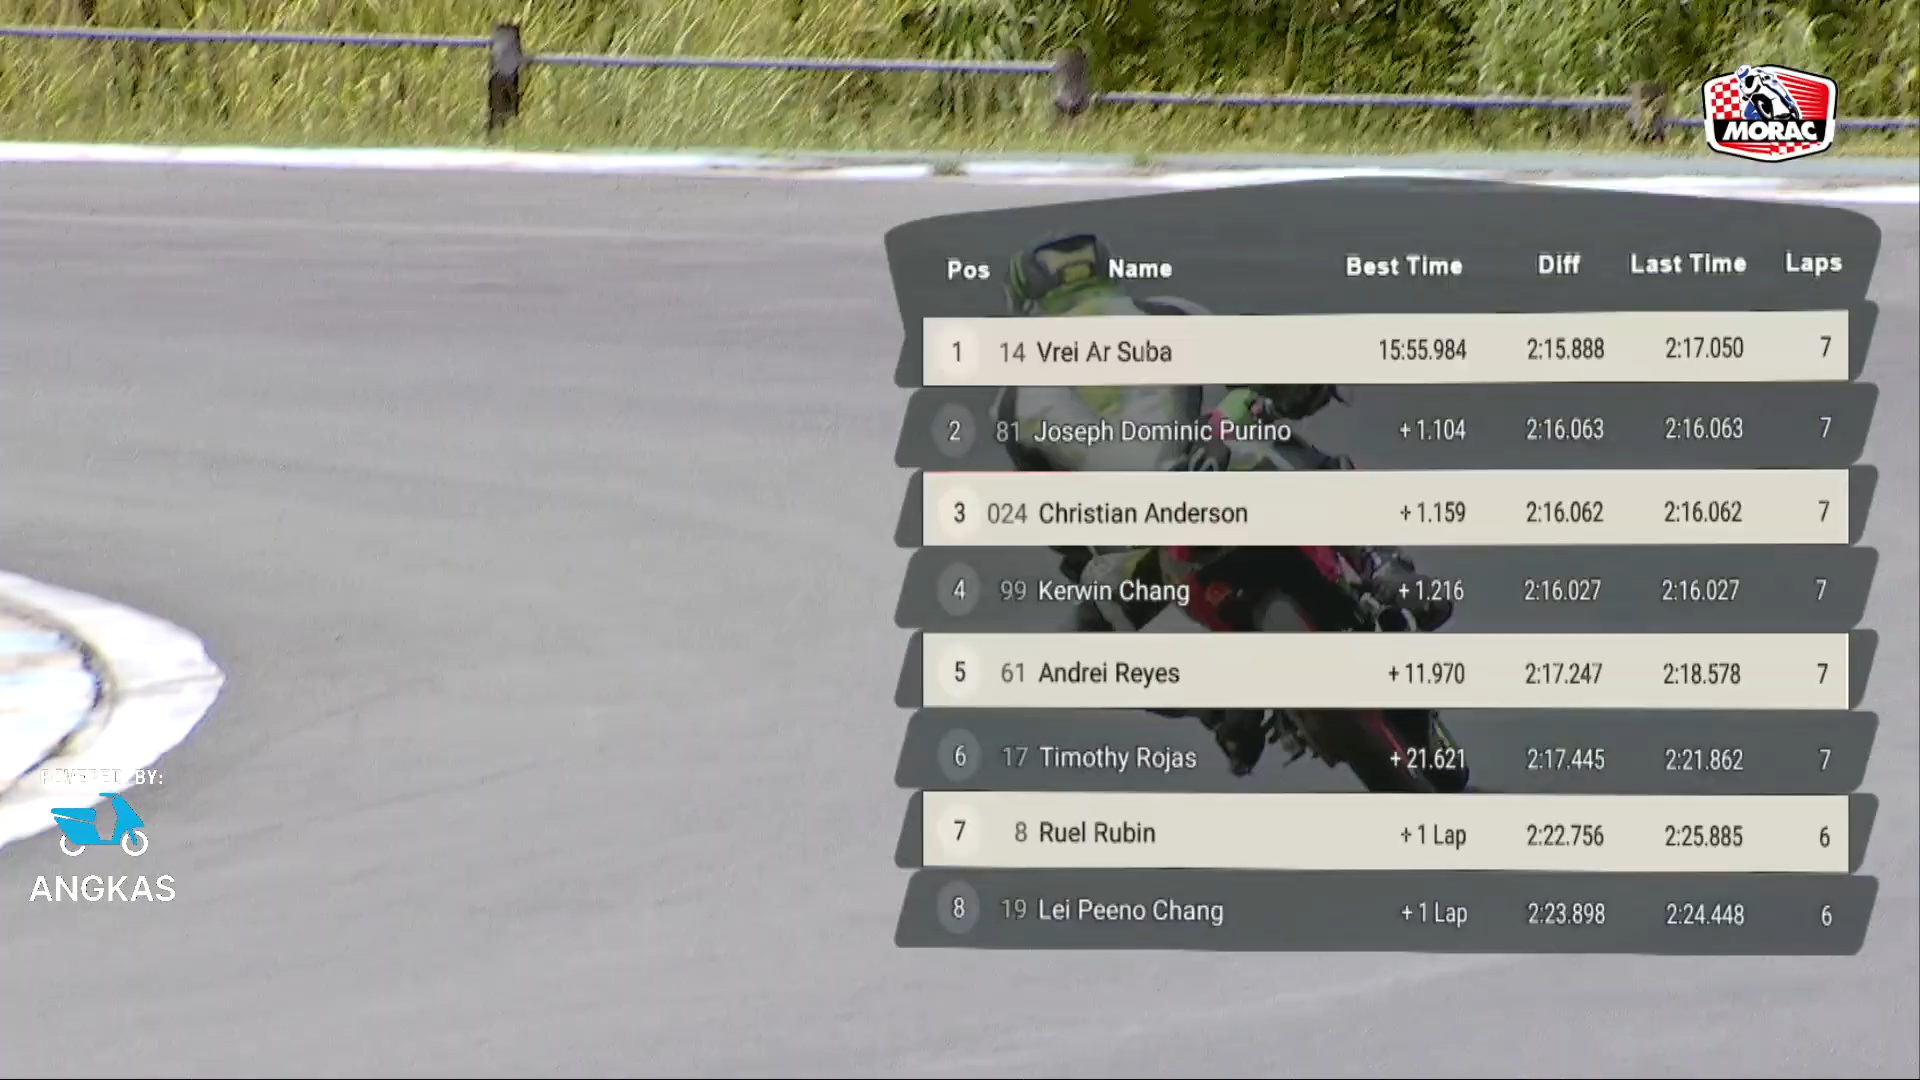 MORAC
Pos Name Best Time Diff Last Time Laps
1 14 Vrei Ar Suba 15:55.984 2:15.888 2:17.050 7
2 81 Joseph Dominic Purino +1.104 2:16.063 2:16.063 7
3 024 Christian Anderson +1.159 2:16.062 2:16.062 7
4 99 Kerwin Chang +1.216 2:16.027 2:16.027 7
5 61 Andrei Reyes +11.970 2:17.247 2:18.578 7
6 17 Timothy Rojas +21.621 2:17.445 2:21.862 7
7 8 Ruel Rubin +1 Lap 2:22.756 2:25.885 6
8 19 Lei Peeno Chang +1 Lap 2:23.898 2:24.448 6
POWERED BY:
ANGKAS